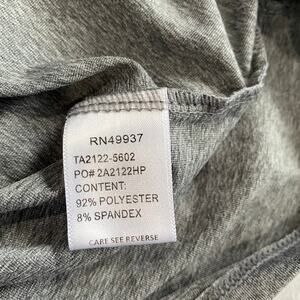 RN49937
TA2122-5602
PO# 2A2122HP
CONTENT:
92% POLYESTER
8% SPANDEX
CARE SEE REVERSE